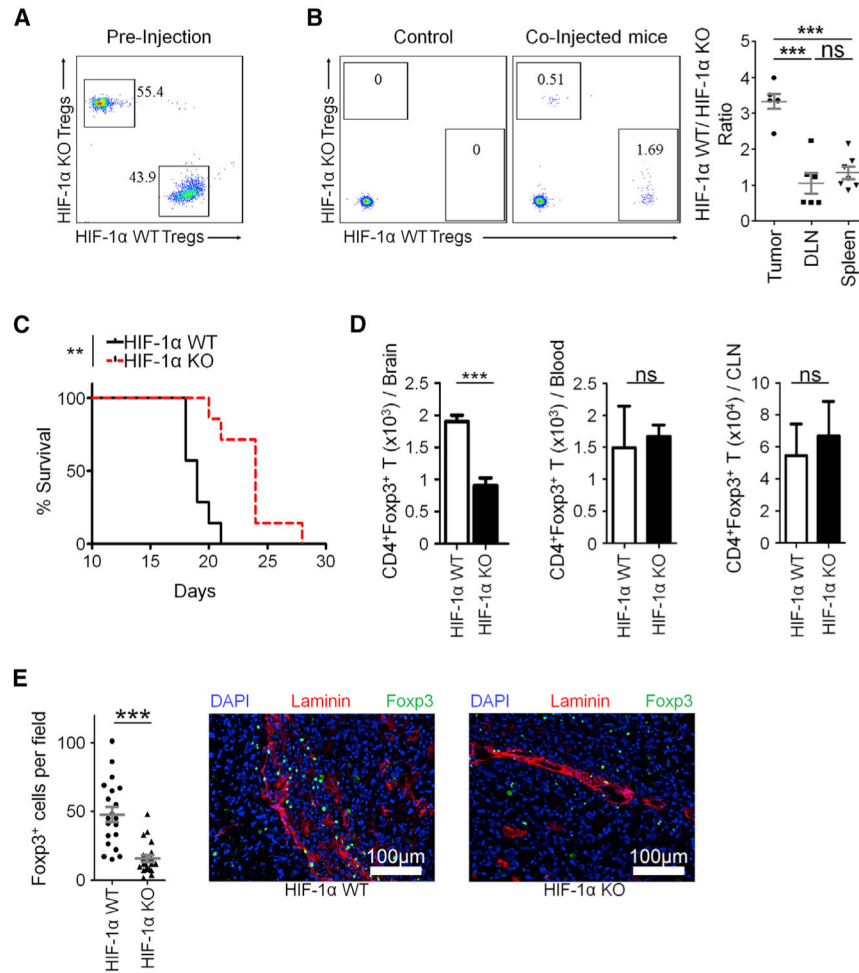 A
Pre-Injection
HIF-1α KO Tregs
55.4
43.9
HIF-1α WT Tregs
B
Control
Co-Injected mice
HIF-1α KO Tregs
0
0
0.51
1.69
HIF-1α WT Tregs
HIF-1α WT/ HIF-1α KO
Ratio
***
*** ns
5
4
3
2
1
0
Tumor
DLN
Spleen
C
**
HIF-1α WT
HIF-1α KO
% Survival
100
50
0
10 15 20 25 30
Days
D
CD4+Foxp3+ T (x10³) / Brain
***
2.5
2
1.5
1
0.5
0
HIF-1α WT
HIF-1α KO
CD4+Foxp3+ T (x10³) / Blood
ns
2.5
2
1.5
1
0.5
0
HIF-1α WT
HIF-1α KO
CD4+Foxp3+ T (x10⁴) / CLN
ns
10
8
6
4
2
0
HIF-1α WT
HIF-1α KO
E
Foxp3+ cells per field
***
100
50
0
HIF-1α WT
HIF-1α KO
DAPI Laminin Foxp3
100μm
HIF-1α WT
DAPI Laminin Foxp3
100μm
HIF-1α KO